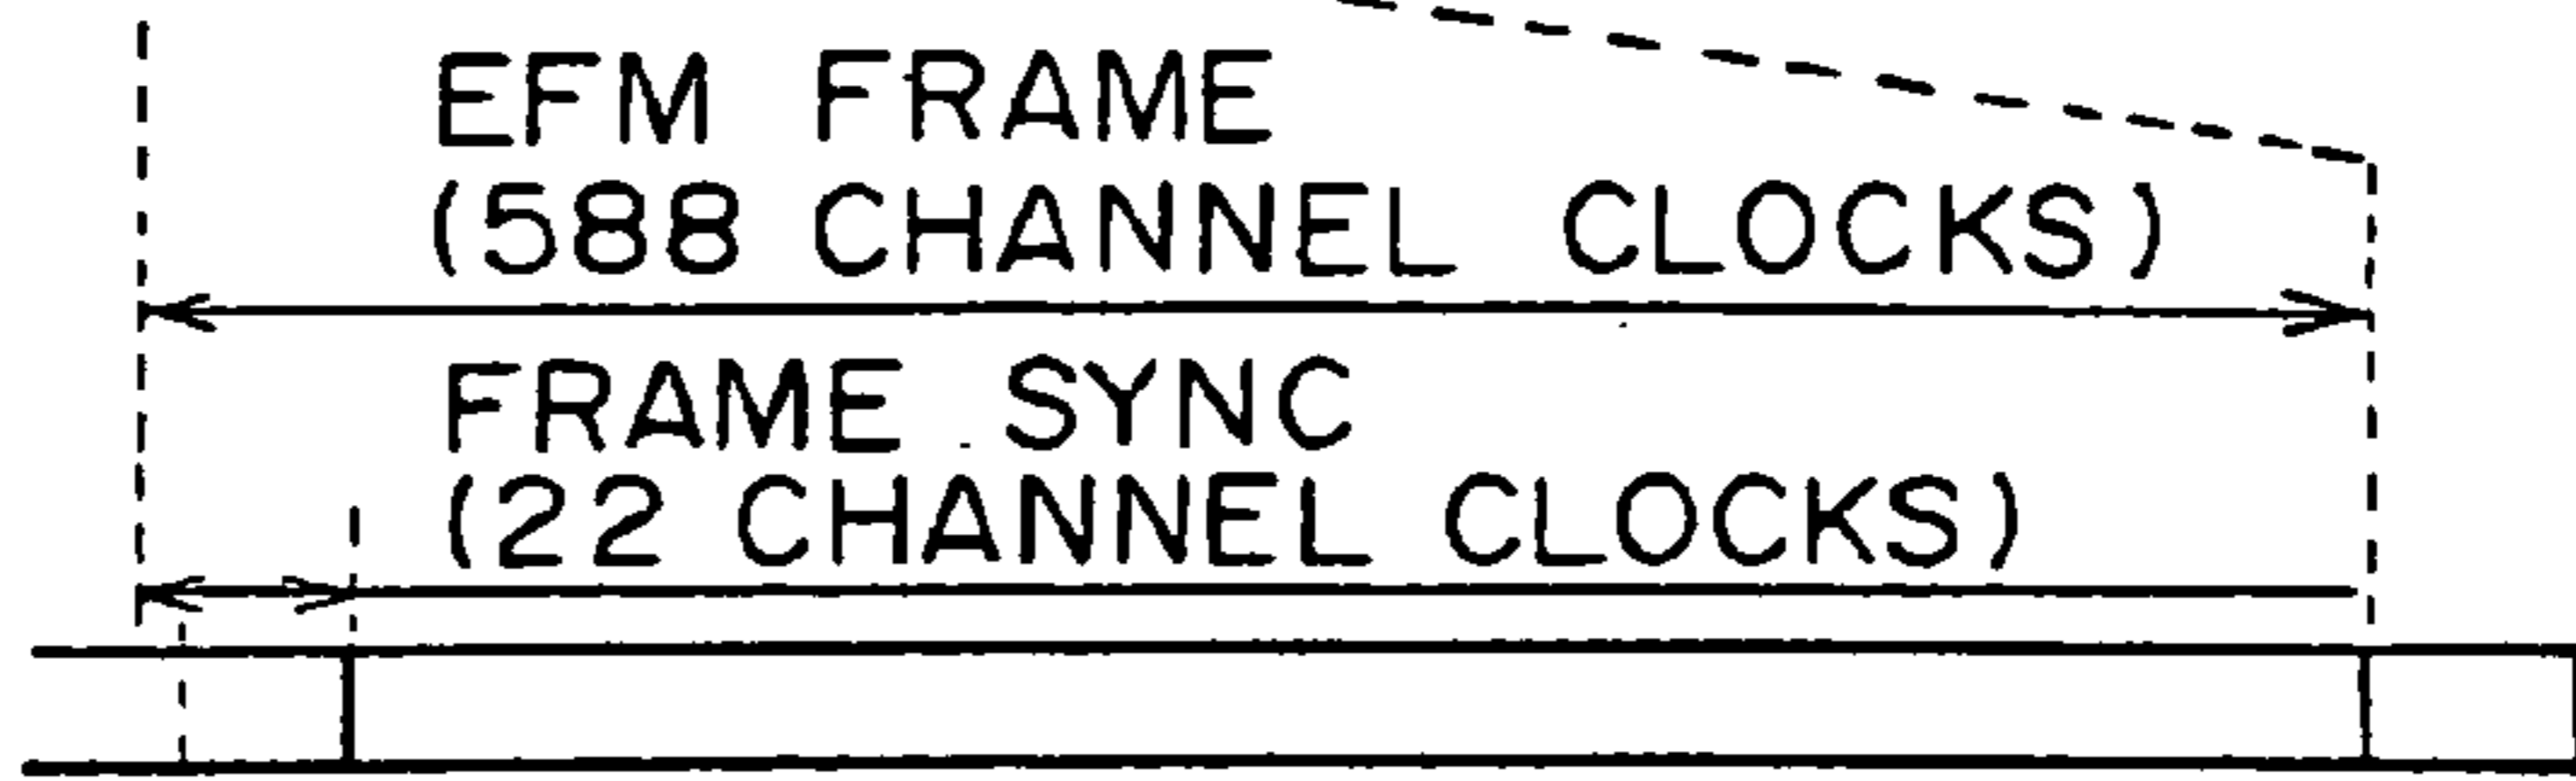 EFM FRAME
(588 CHANNEL CLOCKS)
FRAME SYNC
(22 CHANNEL CLOCKS)